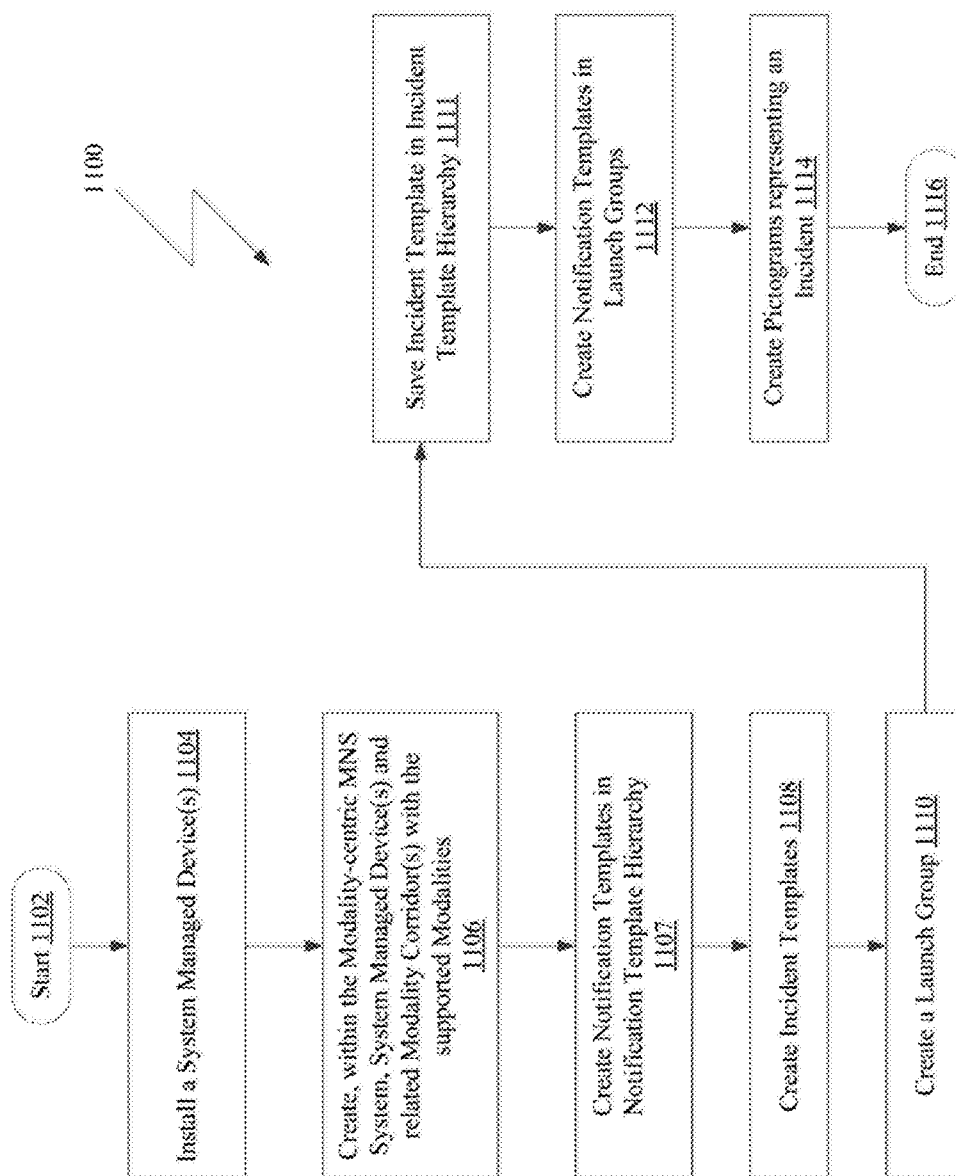 1100
Start 1102
Install a System Managed Device(s) 1104
Create, within the Modality-centric MNS
System, System Managed Device(s) and
related Modality Corridor(s) with the
supported Modalities.
1106
Create Notification Templates in
Notification Template Hierarchy
1107
Create Incident Templates 1108
Create a Launch Group 1110
Save Incident Template in Incident
Template Hierarchy 1111
Create Notification Templates in
Launch Groups
1112
Create Pictograms representing an
Incident 1114
End 1116